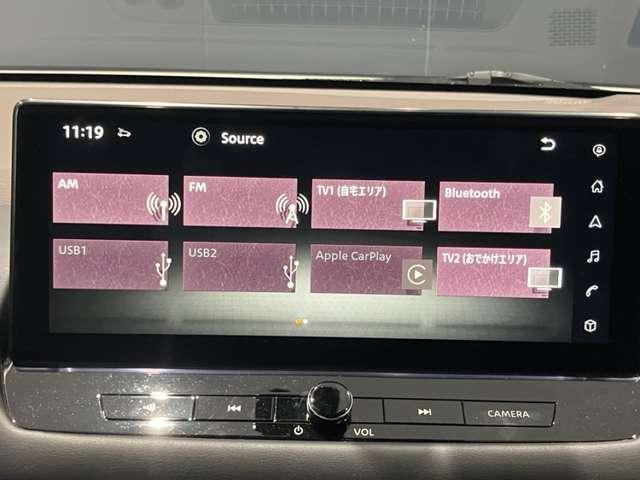 11:19
Source
AM
FM
TV1 (自宅エリア)
Bluetooth
USB1
USB2
Apple CarPlay
TV2 (おでかけエリア)
VOL
CAMERA